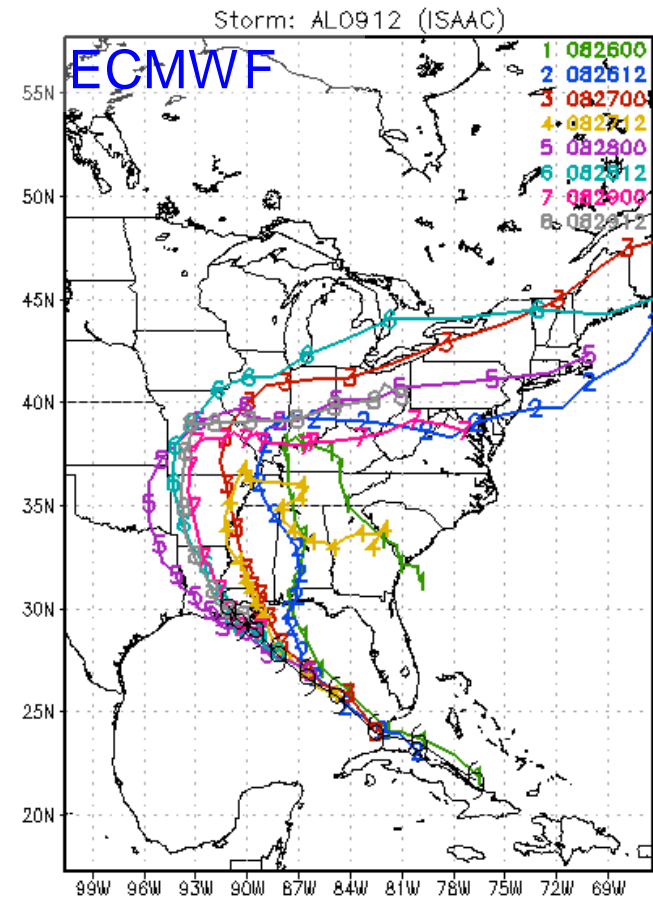 Storm: AL0912 (ISAAC)
ECMWF
1 082600
2 082612
3 082700
4 082712
5 082800
6 082812
7 082900
8 082912
55N
50N
45N
40N
35N
30N
25N
20N
99W 96W 93W 90W 87W 84W 81W 78W 75W 72W 69W